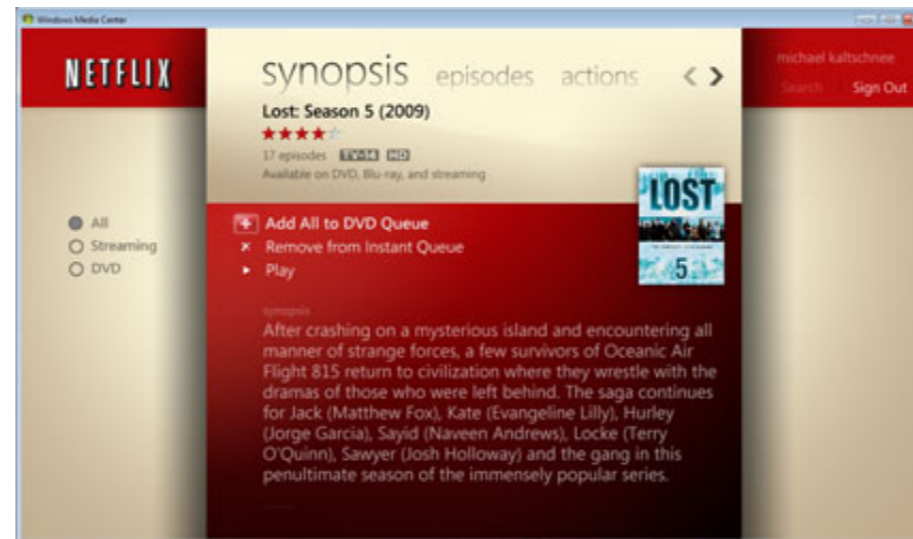 Windows Media Center
NETFLIX
synopsis episodes actions
michael kaltschnee
Search Sign Out
Lost: Season 5 (2009)
17 episodes TV-14 HD
Available on DVD, Blu-ray, and streaming
All
Streaming
DVD
Add All to DVD Queue
Remove from Instant Queue
Play
LOST
5
synopsis
After crashing on a mysterious island and encountering all
manner of strange forces, a few survivors of Oceanic Air
Flight 815 return to civilization where they wrestle with the
dramas of those who were left behind. The saga continues
for Jack (Matthew Fox), Kate (Evangeline Lilly), Hurley
(Jorge Garcia), Sayid (Naveen Andrews), Locke (Terry
O'Quinn), Sawyer (Josh Holloway) and the gang in this
penultimate season of the immensely popular series.